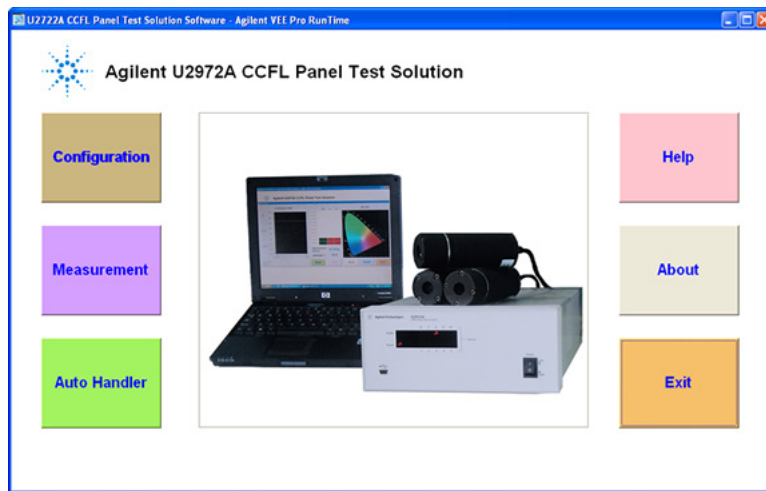 U2722A CCFL Panel Test Solution Software - Agilent VEE Pro RunTime
Agilent U2972A CCFL Panel Test Solution
Configuration
Help
Measurement
About
Auto Handler
Exit